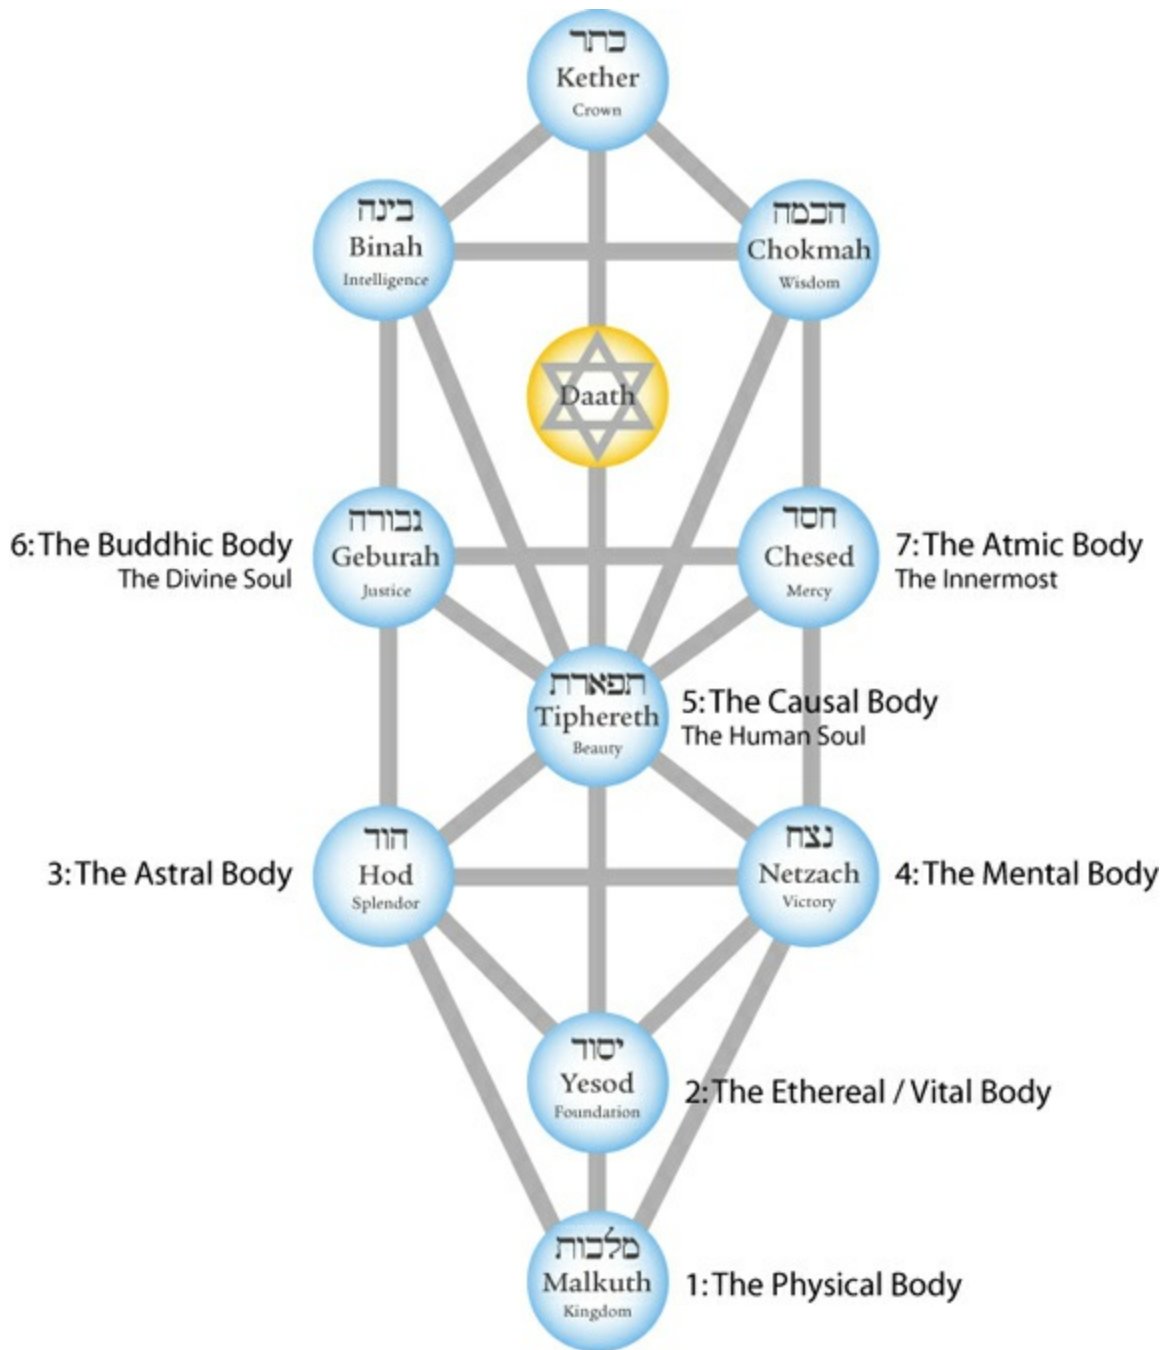 כתר
Kether
Crown
בינה
Binah
Intelligence
הכמה
Chokmah
Wisdom
Daath
6: The Buddhic Body
The Divine Soul
גבורה
Geburah
Justice
חסד
Chesed
Mercy
7: The Atmic Body
The Innermost
תפארת
Tiphereth
Beauty
5: The Causal Body
The Human Soul
3: The Astral Body
הוד
Hod
Splendor
נצח
Netzach
Victory
4: The Mental Body
יסוד
Yesod
Foundation
2: The Ethereal / Vital Body
מלכות
Malkuth
Kingdom
1: The Physical Body